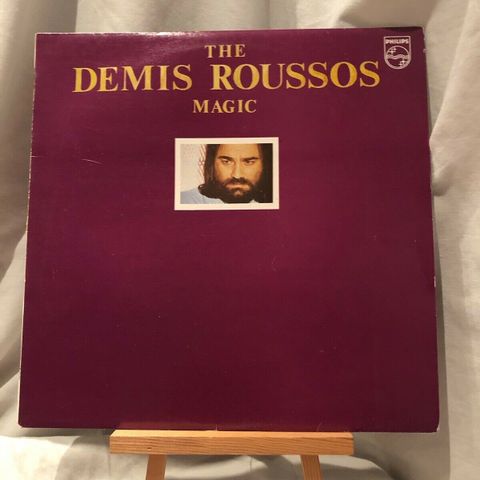 THE
DEMIS ROUSSOS
MAGIC
PHILIPS